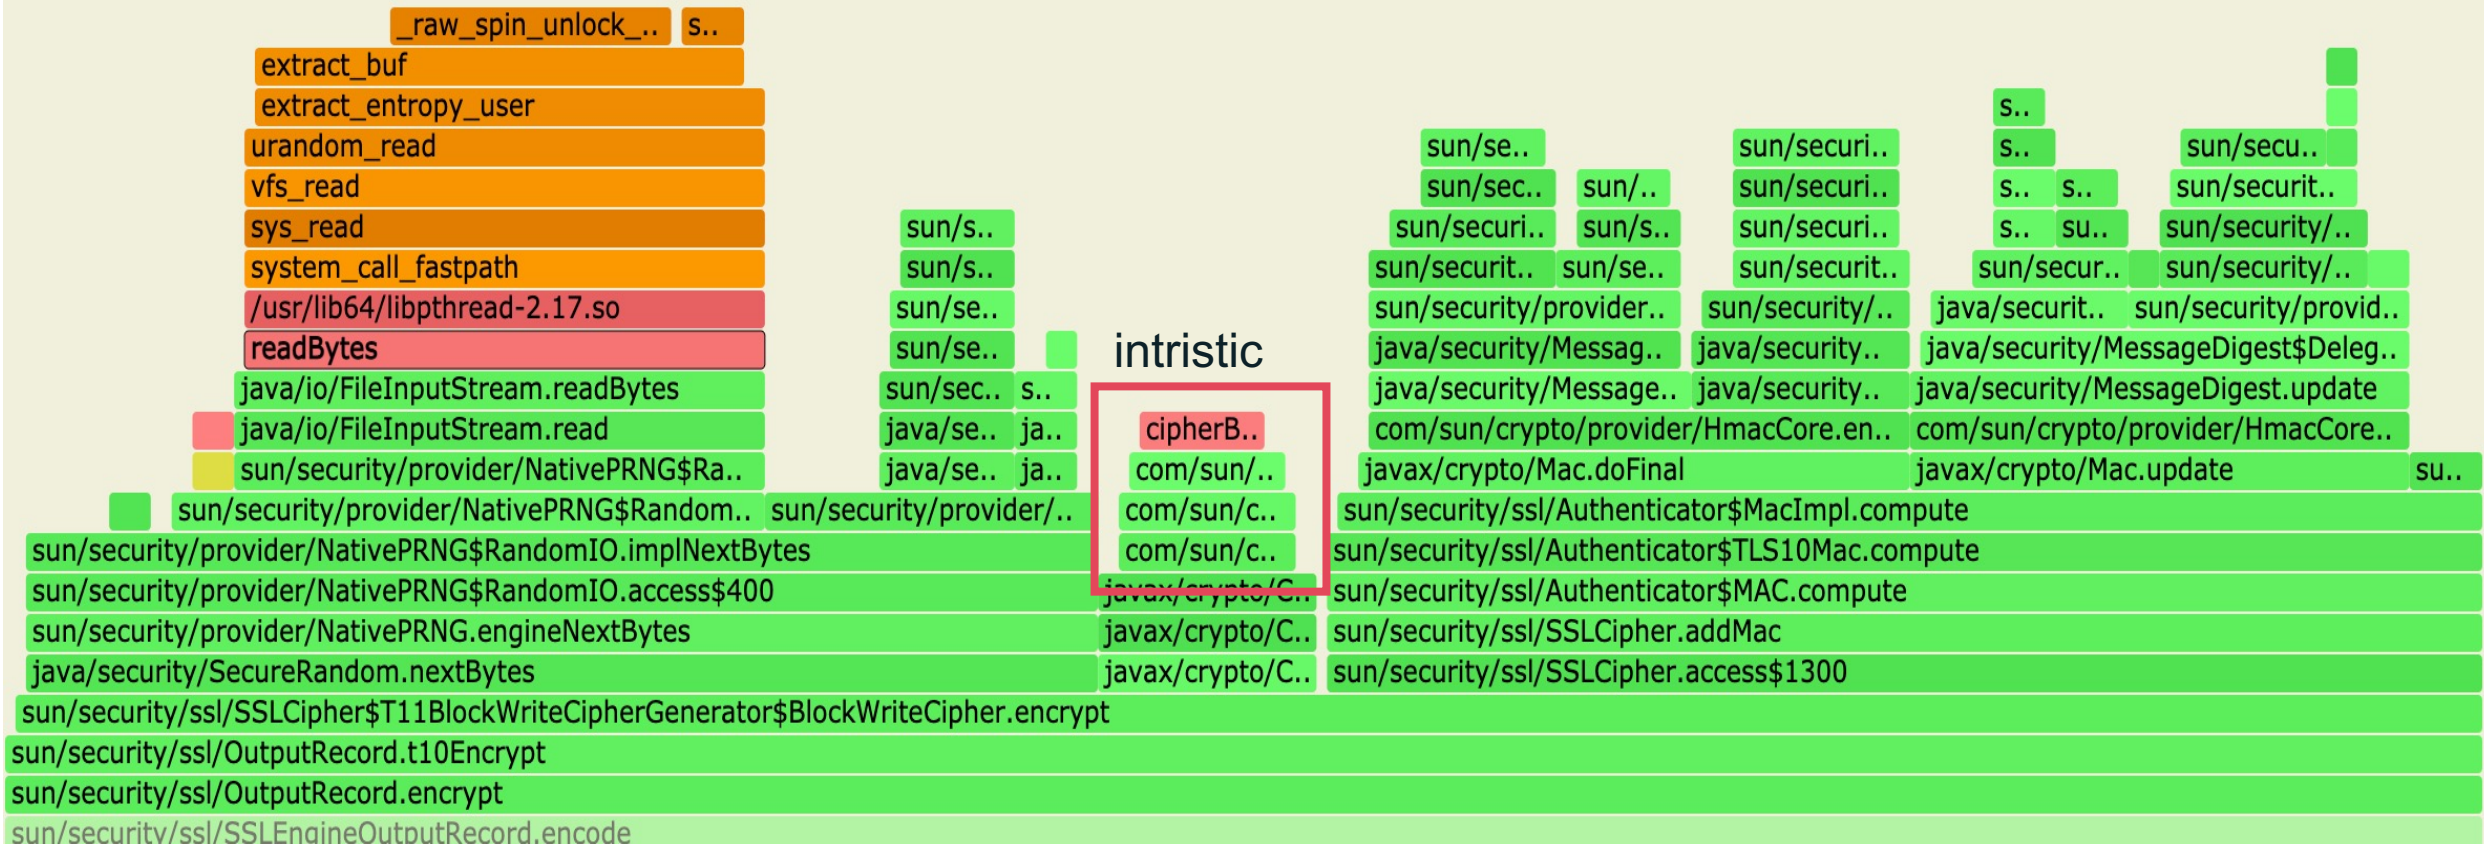 _raw_spin_unlock_.. s..
extract_buf
extract_entropy_user s..
urandom_read sun/se.. sun/securi.. s.. sun/secu..
vfs_read sun/sec.. sun/.. sun/securi.. s.. s.. sun/securit..
sys_read sun/s.. sun/securi.. sun/s.. sun/securi.. s.. su.. sun/security/..
system_call_fastpath sun/s.. sun/securit.. sun/se.. sun/securit.. sun/secur.. sun/security/..
/usr/lib64/libpthread-2.17.so sun/se.. sun/security/provider.. sun/security/.. java/securit.. sun/security/provid..
readBytes sun/se.. intristic java/security/Messag.. java/security.. java/security/MessageDigest$Deleg..
java/io/FileInputStream.readBytes sun/sec.. s.. java/security/Message.. java/security.. java/security/MessageDigest.update
java/io/FileInputStream.read java/se.. ja.. cipherB.. com/sun/crypto/provider/HmacCore.en.. com/sun/crypto/provider/HmacCore..
sun/security/provider/NativePRNG$Ra.. java/se.. ja.. com/sun/.. javax/crypto/Mac.doFinal javax/crypto/Mac.update su..
sun/security/provider/NativePRNG$Random.. sun/security/provider/.. com/sun/c.. sun/security/ssl/Authenticator$MacImpl.compute
sun/security/provider/NativePRNG$RandomIO.implNextBytes com/sun/c.. sun/security/ssl/Authenticator$TLS10Mac.compute
sun/security/provider/NativePRNG$RandomIO.access$400 javax/crypto/C.. sun/security/ssl/Authenticator$MAC.compute
sun/security/provider/NativePRNG.engineNextBytes javax/crypto/C.. sun/security/ssl/SSLCipher.addMac
java/security/SecureRandom.nextBytes javax/crypto/C.. sun/security/ssl/SSLCipher.access$1300
sun/security/ssl/SSLCipher$T11BlockWriteCipherGenerator$BlockWriteCipher.encrypt
sun/security/ssl/OutputRecord.t10Encrypt
sun/security/ssl/OutputRecord.encrypt
sun/security/ssl/SSLEngineOutputRecord.encode